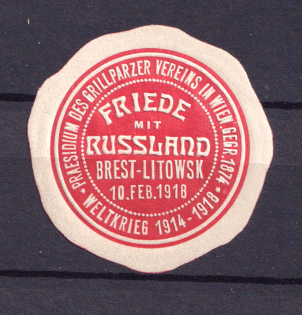 PRAESIDIUM DES GRILLPARZER VEREINS IN WIEN GEGR. 1874
FRIEDE
MIT
RUSSLAND
BREST-LITOWSK
10.FEB.1918
* WELTKRIEG 1914-1918 *